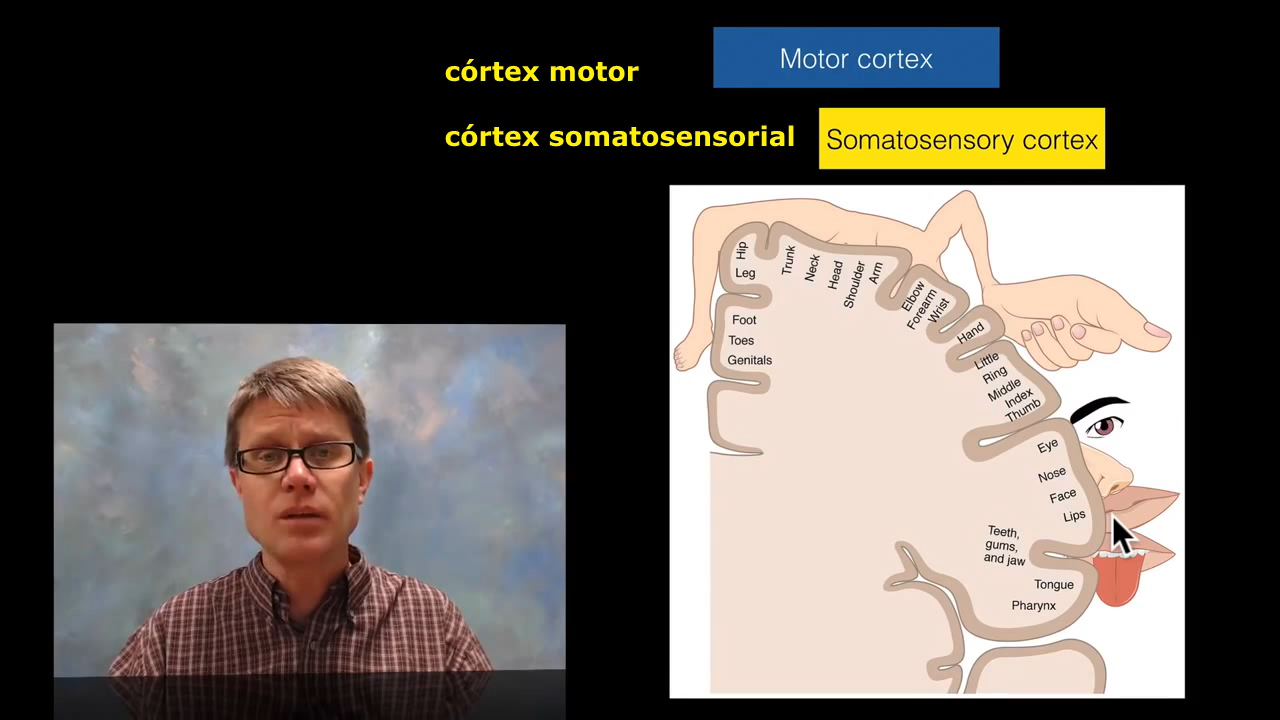 córtex motor
Motor cortex
córtex somatosensorial
Somatosensory cortex
Hip
Leg
Foot
Toes
Genitals
Trunk
Neck
Head
Shoulder
Arm
Elbow
Forearm
Wrist
Hand
Little
Ring
Middle
Index
Thumb
Eye
Nose
Face
Lips
Teeth,
gums,
and jaw
Tongue
Pharynx